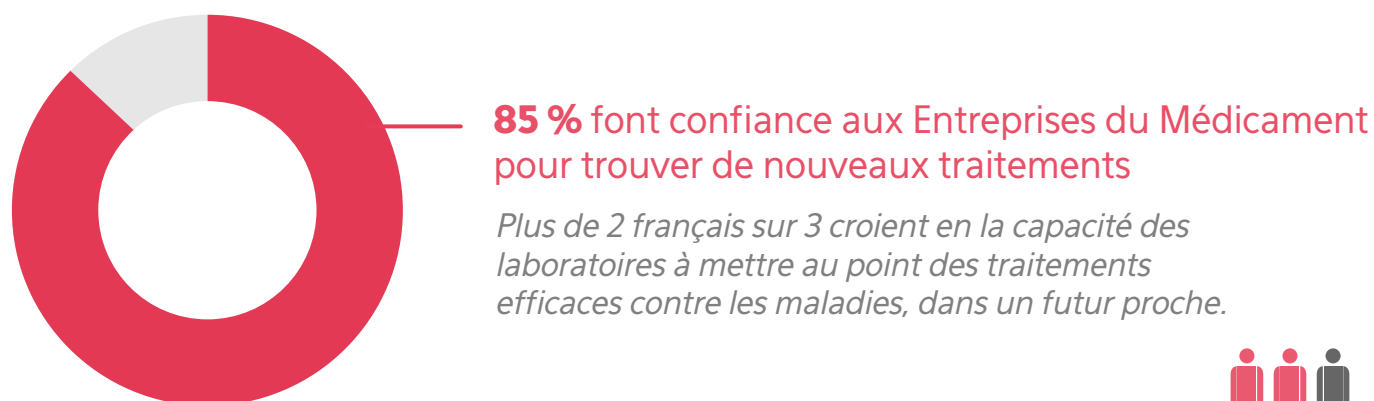 85 % font confiance aux Entreprises du Médicament
pour trouver de nouveaux traitements
Plus de 2 français sur 3 croient en la capacité des
laboratoires à mettre au point des traitements
efficaces contre les maladies, dans un futur proche.